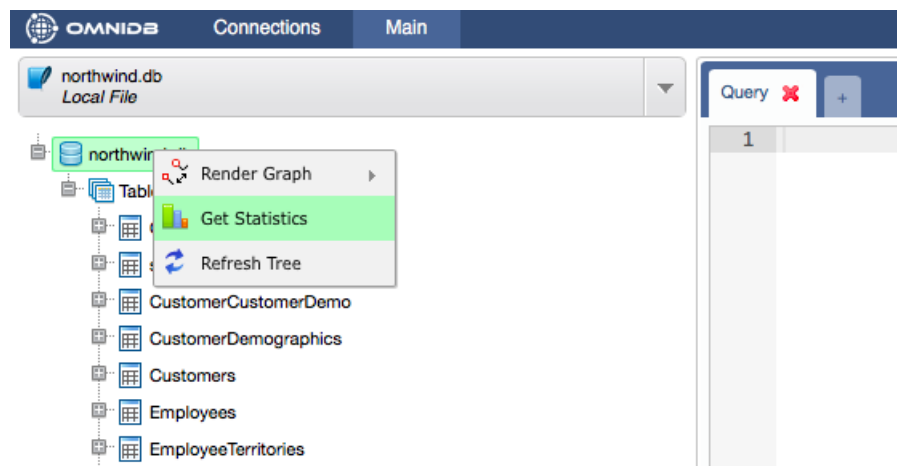 OMNIDB Connections Main
northwind.db
Local File
Query
+
1
Render Graph
Get Statistics
Refresh Tree
CustomerCustomerDemo
CustomerDemographics
Customers
Employees
EmployeeTerritories